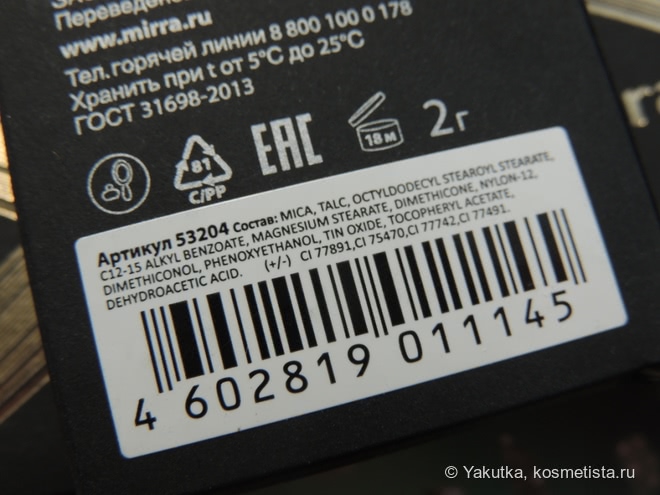 Переведено
www.mirra.ru
Тел. горячей линии 8 800 100 0 178
Хранить при t от 5°C до 25°C
ГОСТ 31698-2013
81
C/PP
EAC
18 м
2 г
Артикул 53204 Состав: MICA, TALC, OCTYLDODECYL STEAROYL STEARATE,
C12-15 ALKYL BENZOATE, MAGNESIUM STEARATE, DIMETHICONE, NYLON-12,
DIMETHICONOL, PHENOXYETHANOL, TIN OXIDE, TOCOPHERYL ACETATE,
DEHYDROACETIC ACID. (+/-) CI 77891,CI 75470,CI 77742,CI 77491.
4 602819 011145
© Yakutka, kosmetista.ru